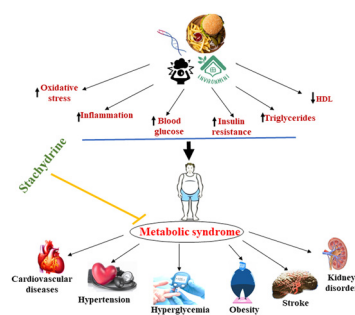 ENVIRONMENT
Oxidative
stress
HDL
Inflammation
Blood
glucose
Insulin
resistance
Triglycerides
Stachydrine
Metabolic syndrome
Cardiovascular
diseases
Hypertension
Hyperglycemia
Obesity
Stroke
Kidney
disorde